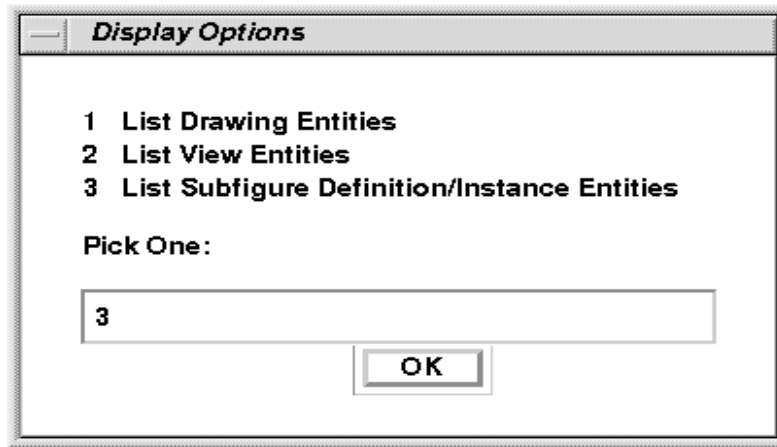 Display Options
1 List Drawing Entities
2 List View Entities
3 List Subfigure Definition/Instance Entities
Pick One:
3
OK